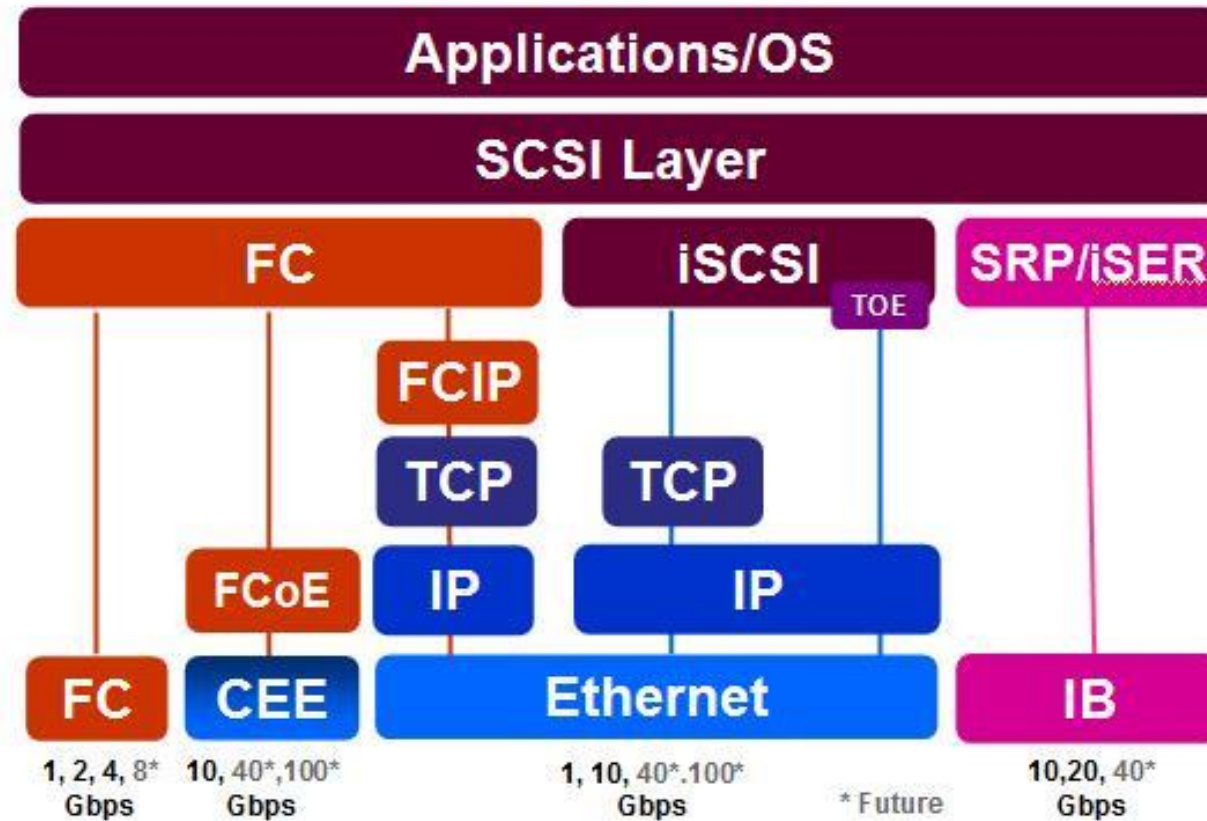 Applications/OS
SCSI Layer
FC
iSCSI
SRP/iSER
TOE
FCIP
TCP
TCP
FCoE
IP
IP
FC
CEE
Ethernet
IB
1, 2, 4, 8*
Gbps
10, 40*,100*
Gbps
1, 10, 40*.100*
Gbps
* Future
10,20, 40*
Gbps